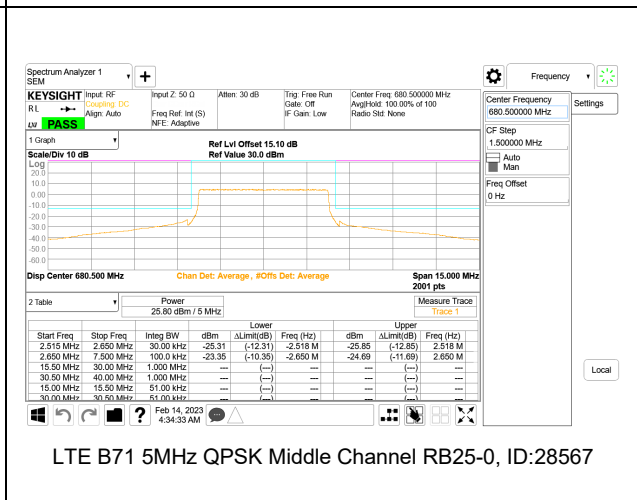 Spectrum Analyzer 1
SEM
+
Frequency
KEYSIGHT
Input: RF
Coupling: DC
Align: Auto
Input Z: 50 Ω
Freq Ref: Int (S)
NFE: Adaptive
Atten: 30 dB
Trig: Free Run
Gate: Off
IF Gain: Low
Center Freq: 680.500000 MHz
Avg|Hold: 100.00% of 100
Radio Std: None
R L
LXI
PASS
Center Frequency
680.500000 MHz
Settings
CF Step
1.500000 MHz
Auto
Man
Freq Offset
0 Hz
1 Graph
Ref Lvl Offset 15.10 dB
Scale/Div 10 dB
Ref Value 30.0 dBm
Log
20.0
10.0
0.00
-10.0
-20.0
-30.0
-40.0
-50.0
-60.0
Disp Center 680.500 MHz
Chan Det: Average , #Offs Det: Average
Span 15.000 MHz
2001 pts
2 Table
Power
25.80 dBm / 5 MHz
Measure Trace
Trace 1
Lower Upper
Start Freq Stop Freq Integ BW dBm ΔLimit(dB) Freq (Hz) dBm ΔLimit(dB) Freq (Hz)
2.515 MHz 2.650 MHz 30.00 kHz -25.31 (-12.31) -2.518 M -25.85 (-12.85) 2.518 M
2.650 MHz 7.500 MHz 100.0 kHz -23.35 (-10.35) -2.650 M -24.69 (-11.69) 2.650 M
15.50 MHz 30.00 MHz 1.000 MHz --- (---) --- --- (---) ---
30.50 MHz 40.00 MHz 1.000 MHz --- (---) --- --- (---) ---
15.00 MHz 15.50 MHz 51.00 kHz --- (---) --- --- (---) ---
30.00 MHz 30.50 MHz 51.00 kHz --- (---) --- --- (---) ---
Local
?
Feb 14, 2023
4:34:33 AM
LTE B71 5MHz QPSK Middle Channel RB25-0, ID:28567